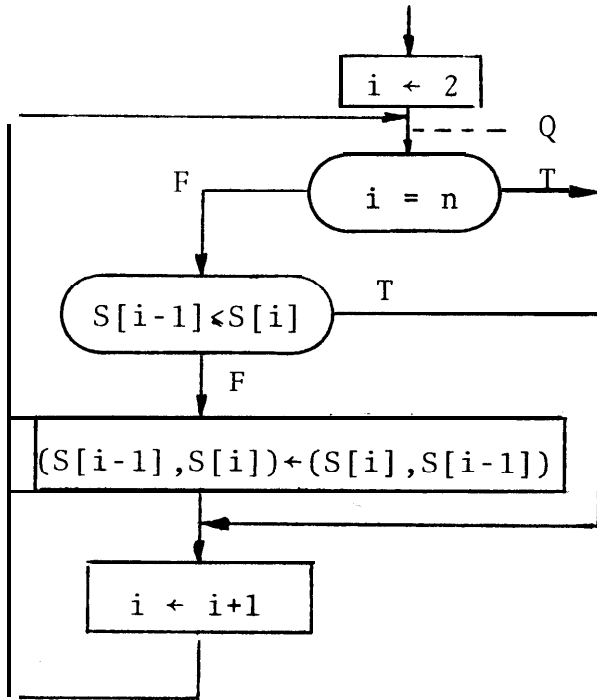 i ← 2
Q
i = n
T
F
S[i-1]≤S[i]
T
F
(S[i-1],S[i])←(S[i],S[i-1])
i ← i+1